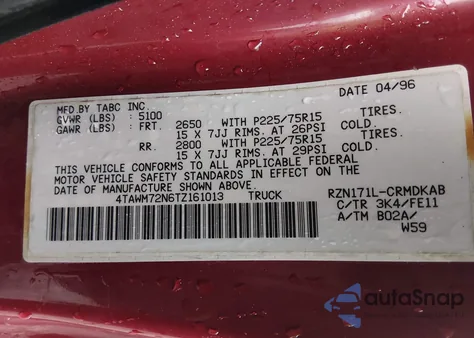 MFD.BY TABC INC. DATE 04/96
GVWR (LBS) : 5100
GAWR (LBS) : FRT. 2650 WITH P225/75R15 TIRES.
15 X 7JJ RIMS. AT 26PSI COLD.
RR. 2800 WITH P225/75R15 TIRES.
15 X 7JJ RIMS. AT 29PSI COLD.
THIS VEHICLE CONFORMS TO ALL APPLICABLE FEDERAL
MOTOR VEHICLE SAFETY STANDARDS IN EFFECT ON THE
DATE OF MANUFACTURE SHOWN ABOVE.
4TAWM72N6TZ161013 TRUCK RZN171L-CRMDKAB
C/TR 3K4/FE11
A/TM B02A/
W59
autoSnap